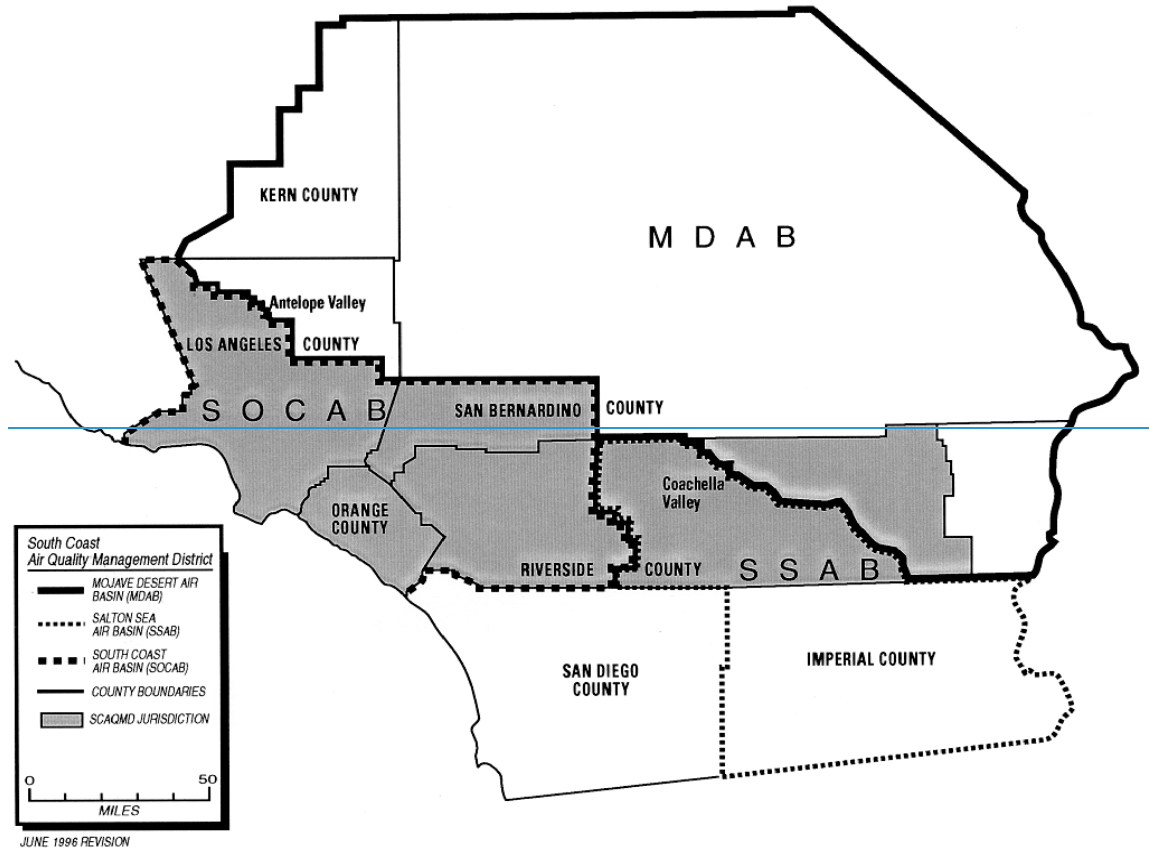 KERN COUNTY
M D A B
Antelope Valley
LOS ANGELES COUNTY
S O C A B
SAN BERNARDINO COUNTY
Coachella
Valley
ORANGE
COUNTY
RIVERSIDE COUNTY
S S A B
SAN DIEGO
COUNTY
IMPERIAL COUNTY
South Coast
Air Quality Management District
MOJAVE DESERT AIR
BASIN (MDAB)
SALTON SEA
AIR BASIN (SSAB)
SOUTH COAST
AIR BASIN (SOCAB)
COUNTY BOUNDARIES
SCAQMD JURISDICTION
0 50
MILES
JUNE 1996 REVISION